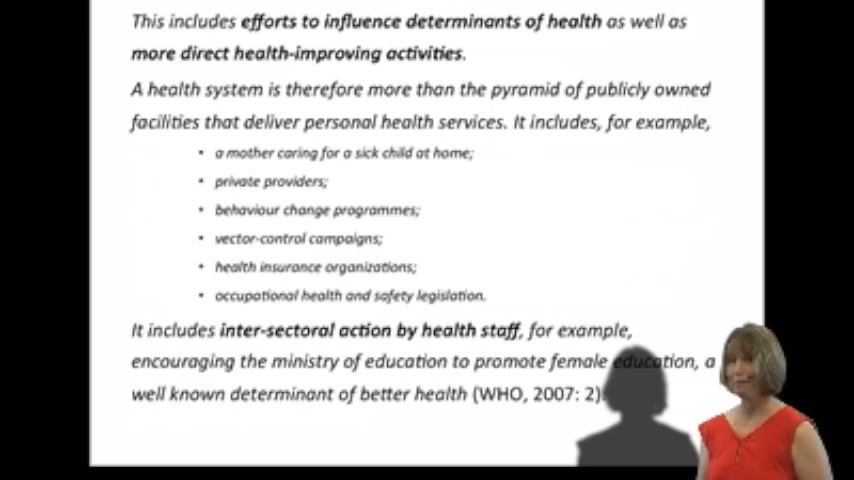 This includes efforts to influence determinants of health as well as
more direct health-improving activities.
A health system is therefore more than the pyramid of publicly owned
facilities that deliver personal health services. It includes, for example,
• a mother caring for a sick child at home;
• private providers;
• behaviour change programmes;
• vector-control campaigns;
• health insurance organizations;
• occupational health and safety legislation.
It includes inter-sectoral action by health staff, for example,
encouraging the ministry of education to promote female education, a
well known determinant of better health (WHO, 2007: 2)